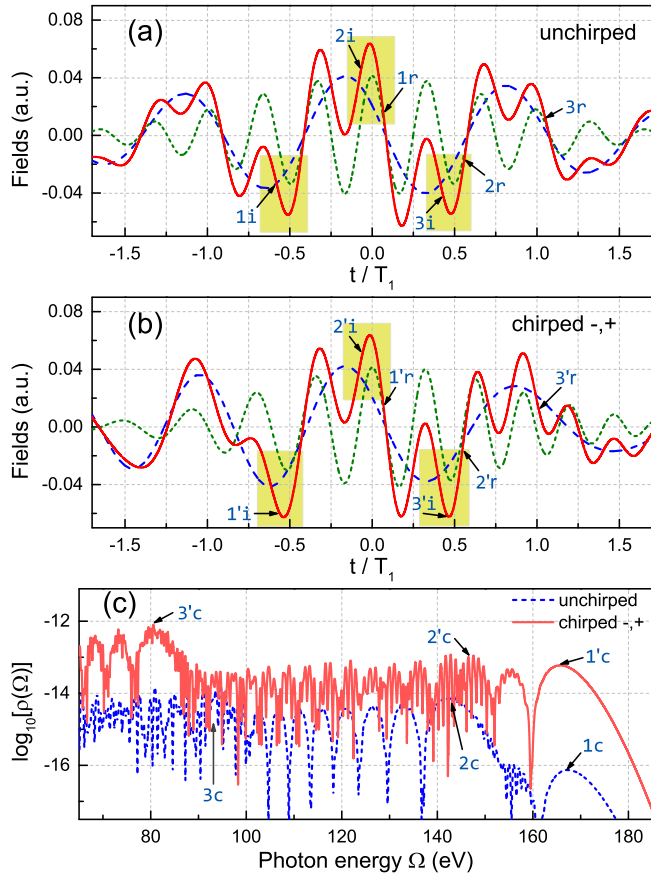 (a)
unchirped
0.08
0.04
0.00
-0.04
Fields (a.u.)
2i
1r
3r
1i
2r
3i
-1.5 -1.0 -0.5 0.0 0.5 1.0 1.5
t / T1
(b)
chirped -,+
0.08
0.04
0.00
-0.04
Fields (a.u.)
2'i
1'r
3'r
1'i
3'i
2'r
-1.5 -1.0 -0.5 0.0 0.5 1.0 1.5
t / T1
(c)
unchirped
chirped -,+
-12
-14
-16
log10[ρ(Ω)]
3'c
2'c
1'c
3c
2c
1c
80 100 120 140 160 180
Photon energy Ω (eV)